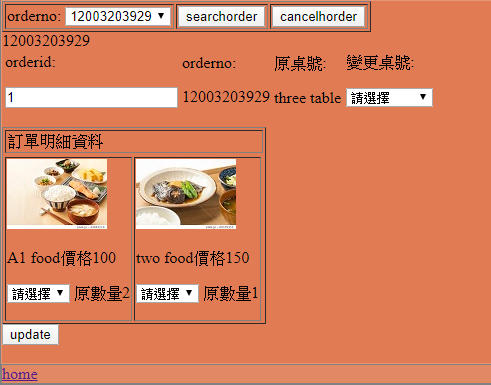 orderno: 12003203929 searchorder cancelhorder
12003203929
orderid: orderno: 原桌號: 變更桌號:
1 12003203929 three table 請選擇
訂單明細資料
A1 food價格100 two food價格150
請選擇 原數量2 請選擇 原數量1
update
home